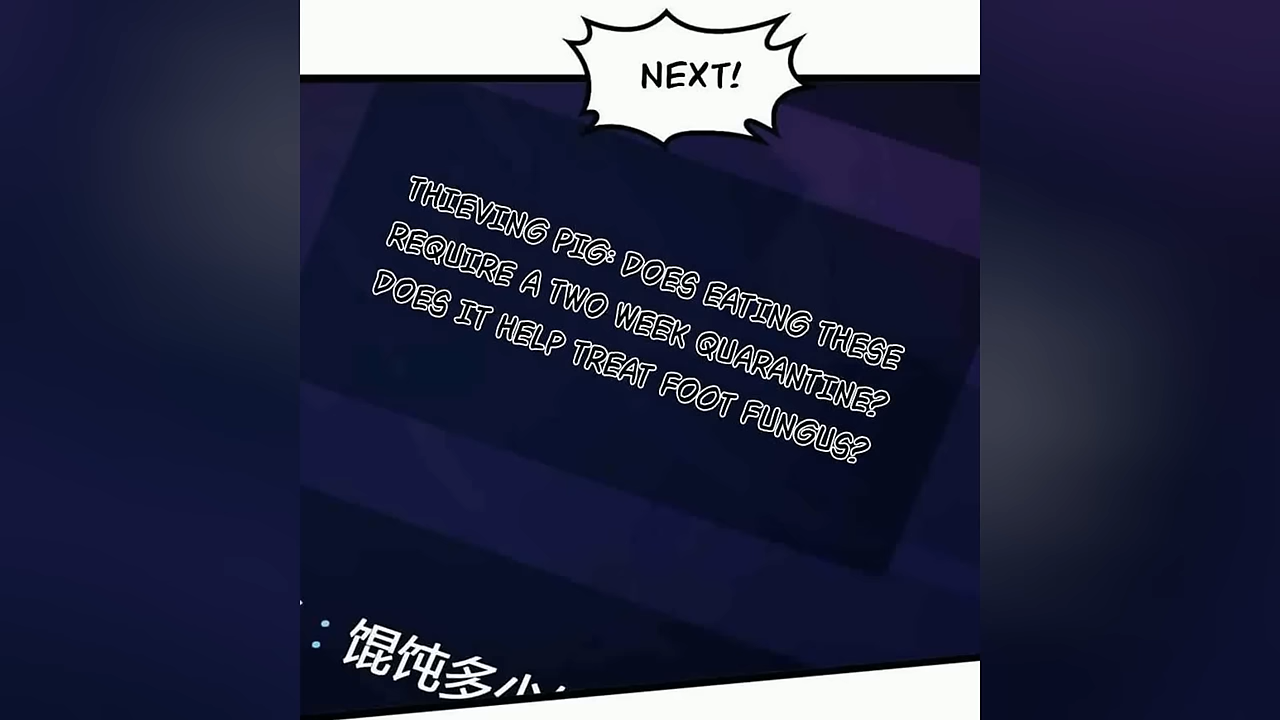 NEXT!
THIEVING PIG: DOES EATING THESE
REQUIRE A TWO WEEK QUARANTINE?
DOES IT HELP TREAT FOOT FUNGUS?
：馄饨多少